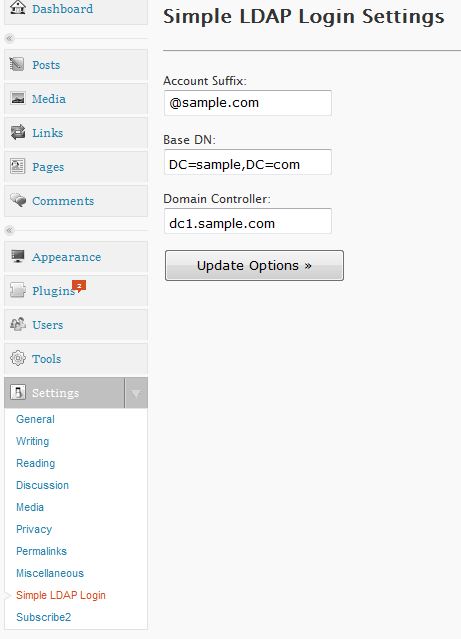 Dashboard
Posts
Media
Links
Pages
Comments
Appearance
Plugins 2
Users
Tools
Settings
General
Writing
Reading
Discussion
Media
Privacy
Permalinks
Miscellaneous
Simple LDAP Login
Subscribe2
Simple LDAP Login Settings
Account Suffix:
@sample.com
Base DN:
DC=sample,DC=com
Domain Controller:
dc1.sample.com
Update Options »